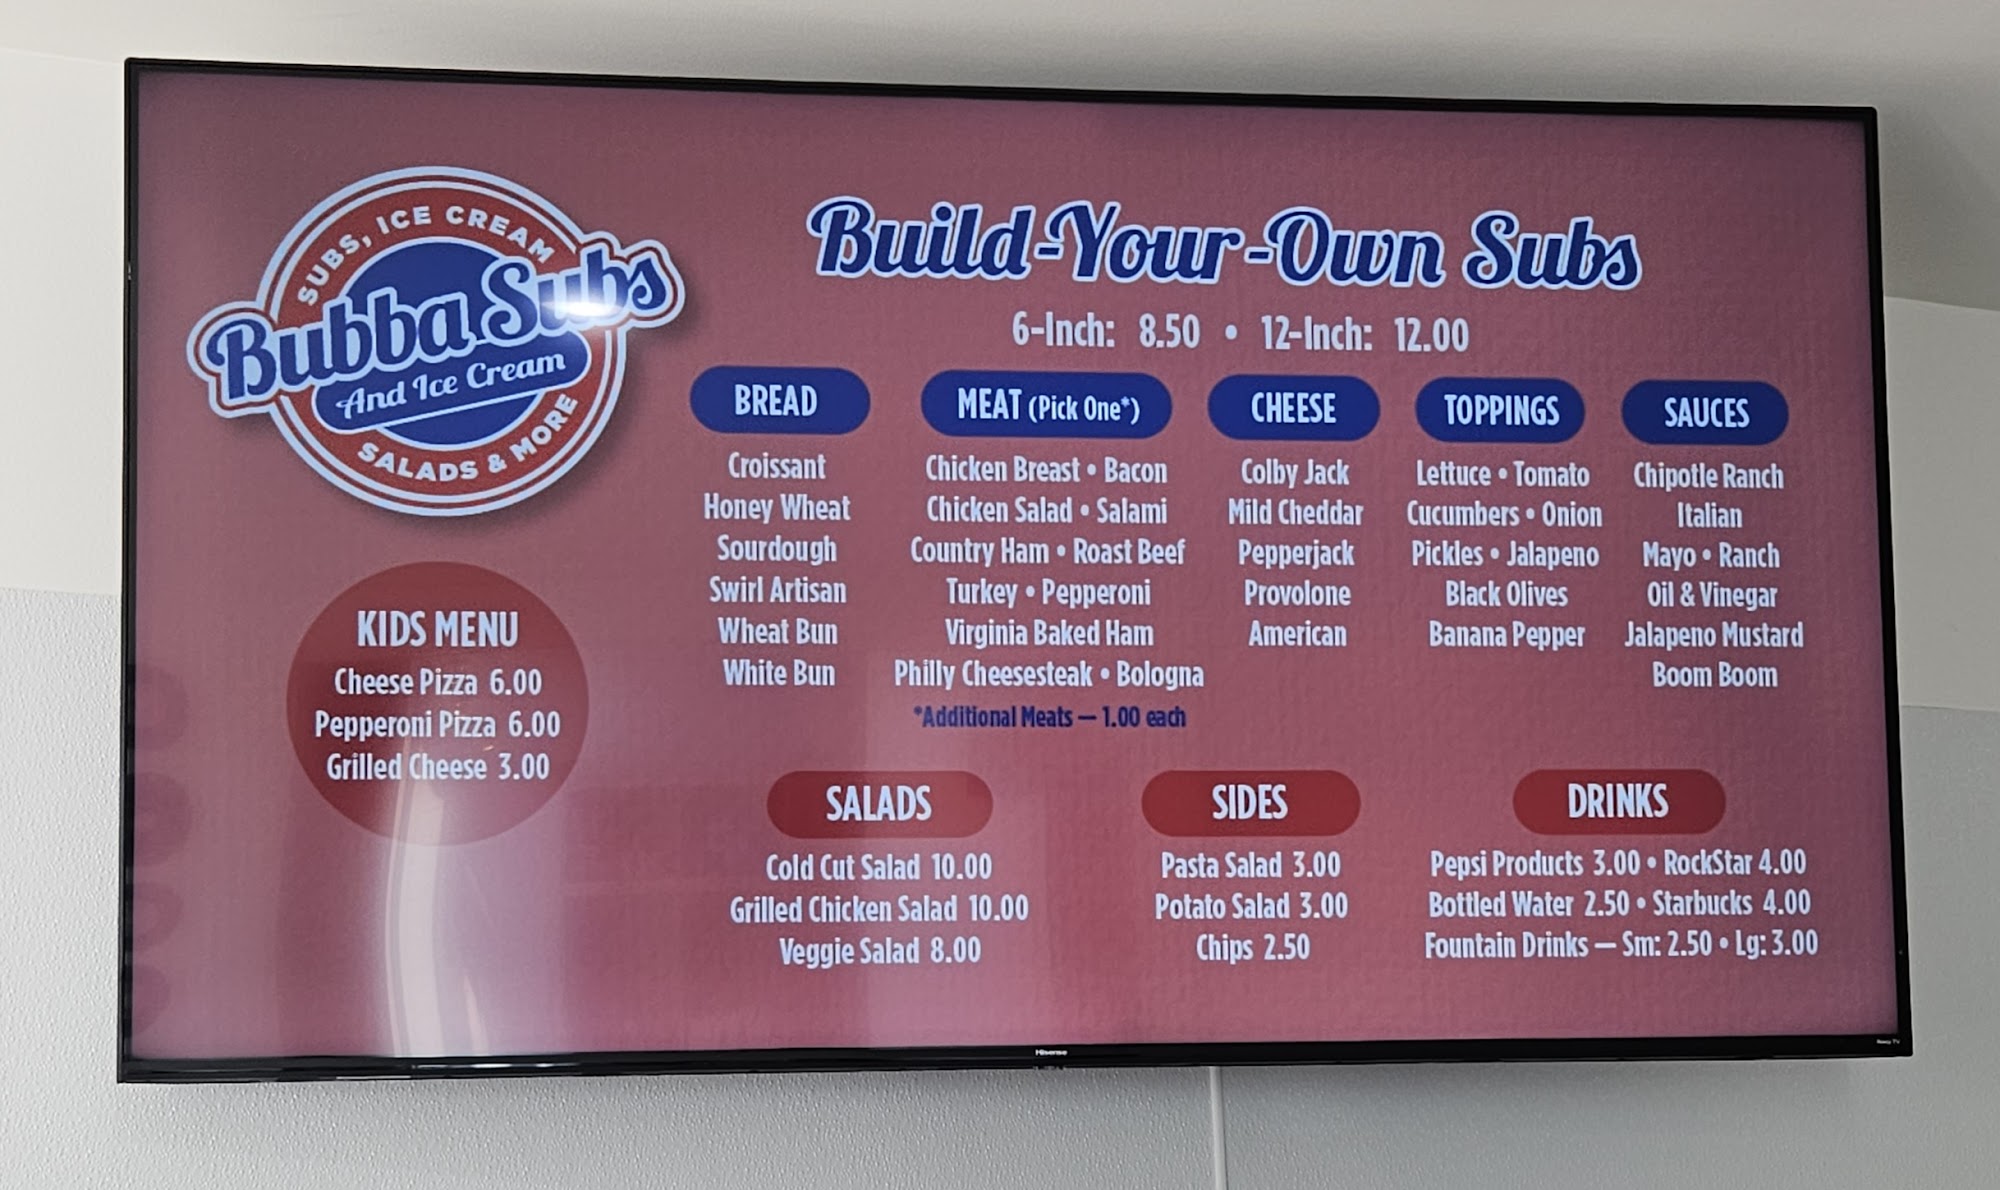 SUBS, ICE CREAM
Bubba Subs
And Ice Cream
SALADS & MORE
Build-Your-Own Subs
6-Inch: 8.50 • 12-Inch: 12.00
BREAD
Croissant
Honey Wheat
Sourdough
Swirl Artisan
Wheat Bun
White Bun
MEAT (Pick One*)
Chicken Breast • Bacon
Chicken Salad • Salami
Country Ham • Roast Beef
Turkey • Pepperoni
Virginia Baked Ham
Philly Cheesesteak • Bologna
*Additional Meats — 1.00 each
CHEESE
Colby Jack
Mild Cheddar
Pepperjack
Provolone
American
TOPPINGS
Lettuce • Tomato
Cucumbers • Onion
Pickles • Jalapeno
Black Olives
Banana Pepper
SAUCES
Chipotle Ranch
Italian
Mayo • Ranch
Oil & Vinegar
Jalapeno Mustard
Boom Boom
KIDS MENU
Cheese Pizza 6.00
Pepperoni Pizza 6.00
Grilled Cheese 3.00
SALADS
Cold Cut Salad 10.00
Grilled Chicken Salad 10.00
Veggie Salad 8.00
SIDES
Pasta Salad 3.00
Potato Salad 3.00
Chips 2.50
DRINKS
Pepsi Products 3.00 • RockStar 4.00
Bottled Water 2.50 • Starbucks 4.00
Fountain Drinks — Sm: 2.50 • Lg: 3.00
Hisense
Roku TV